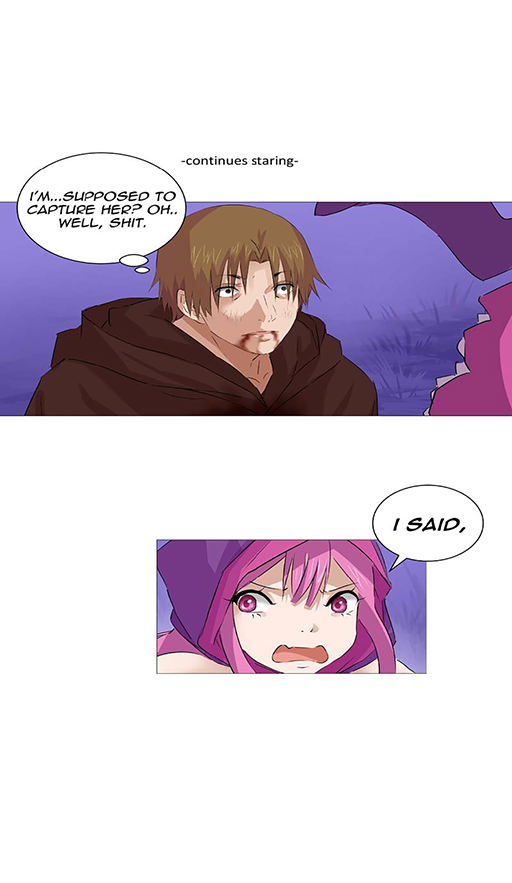 -continues staring-
I'M...SUPPOSED TO
CAPTURE HER? OH..
WELL, SHIT.
I SAID,